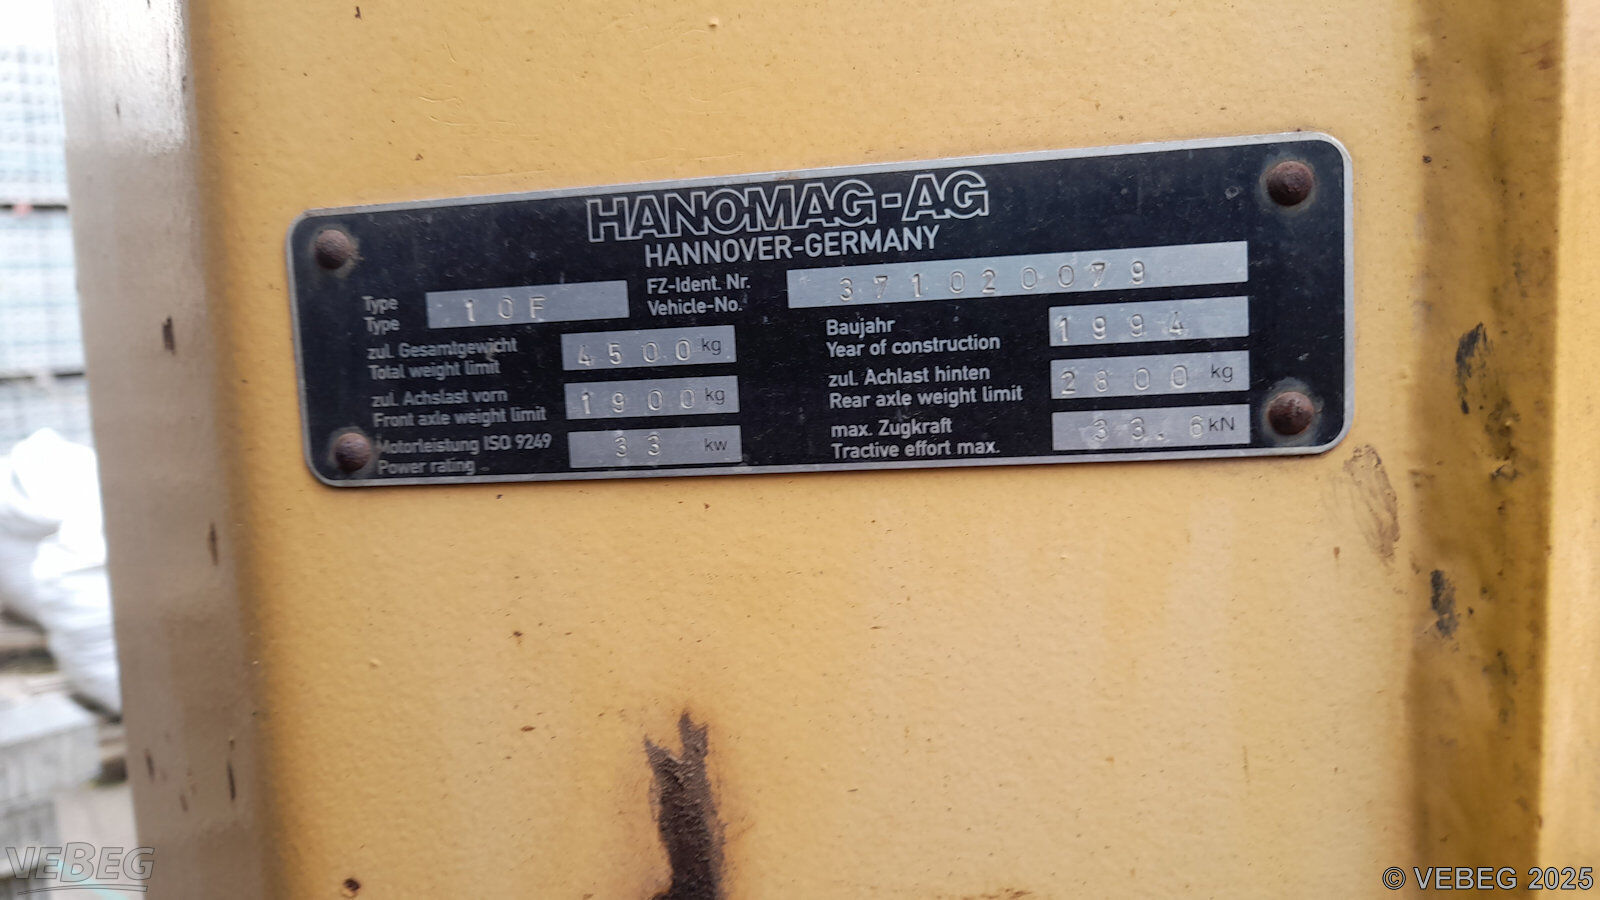 HANOMAG-AG
HANNOVER-GERMANY
Type
Type
10F
FZ-Ident. Nr.
Vehicle-No.
371020079
zul. Gesamtgewicht
Total weight limit
4500 kg
Baujahr
Year of construction
1994
zul. Achslast vorn
Front axle weight limit
1900 kg
zul. Achlast hinten
Rear axle weight limit
2800 kg
Motorleistung ISO 9249
Power rating
33 kw
max. Zugkraft
Tractive effort max.
33.6 kN
VEBEG
© VEBEG 2025